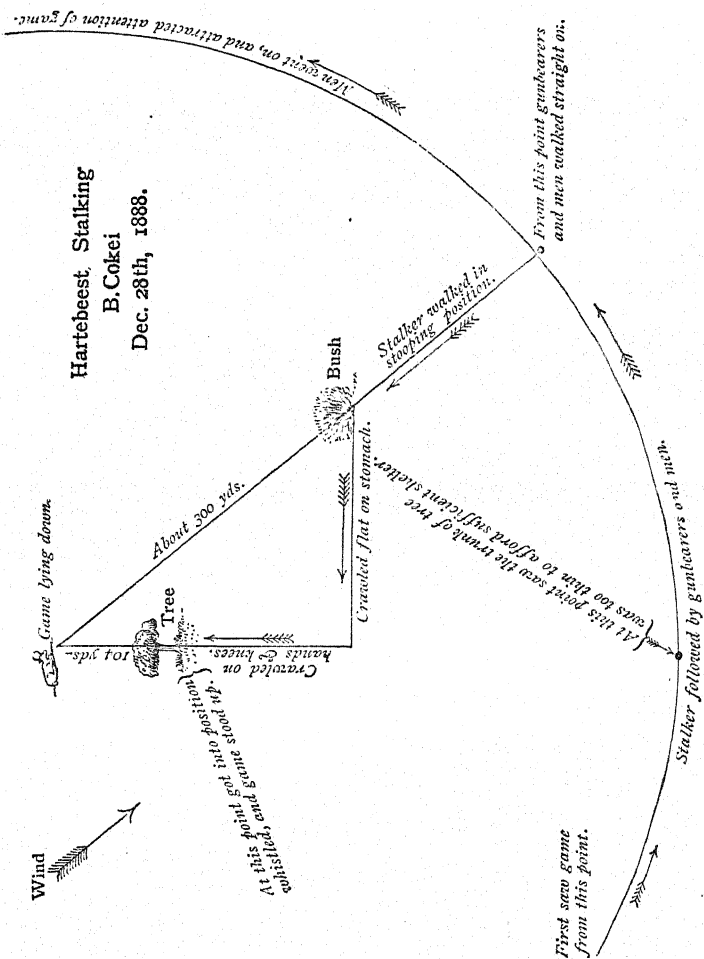 Hartebeest, Stalking
B. Cokei
Dec. 28th, 1888.
Wind
First saw game
from this point.
Stalker followed by gunbearers and men.
{At this point saw the trunk of tree
was too thin to afford sufficient shelter.
From this point gunbearers
and men walked straight on.
Stalker walked in
stooping position.
Bush
Crawled flat on stomach.
Crawled on
hands & knees.
Tree
{At this point got into position
whistled, and game stood up.
104 yds.
About 300 yds.
Game lying down.
Men went on, and attracted attention of game.